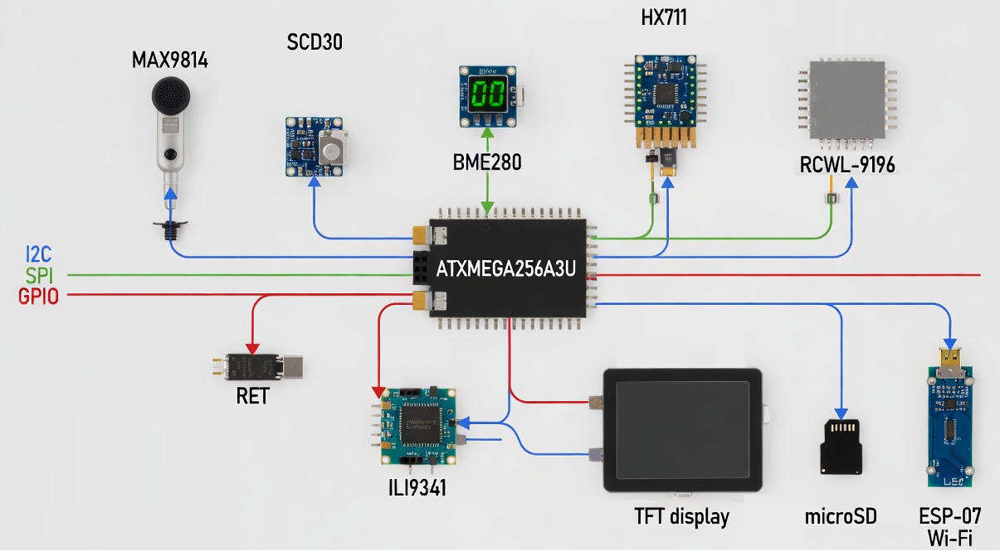 HX711
SCD30
MAX9814
00
BME280
RCWL-9196
I2C
SPI
GPIO
ATXMEGA256A3U
RET
ILI9341
TFT display
microSD
ESP-07
Wi-Fi